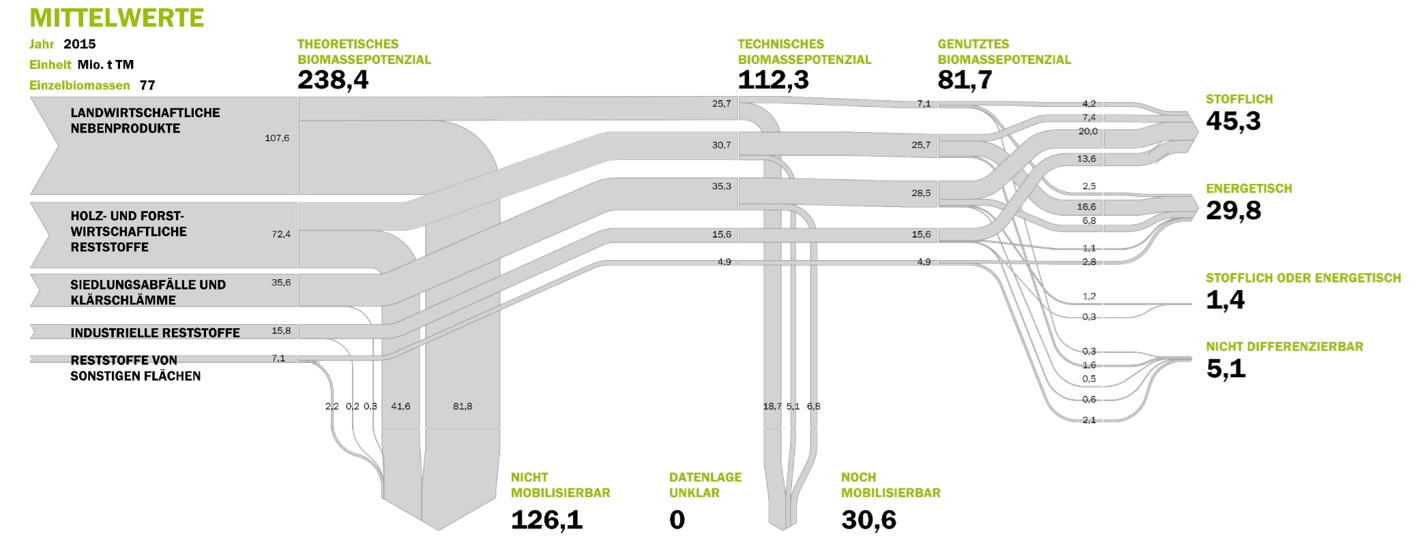 MITTELWERTE
Jahr 2015
Einheit Mio. t TM
Einzelbiomassen 77
THEORETISCHES
BIOMASSEPOTENZIAL
238,4
TECHNISCHES
BIOMASSEPOTENZIAL
112,3
GENUTZTES
BIOMASSEPOTENZIAL
81,7
LANDWIRTSCHAFTLICHE
NEBENPRODUKTE
107,6
25,7
7,1
4,2
7,4
20,0
13,6
STOFFLICH
45,3
HOLZ- UND FORST-
WIRTSCHAFTLICHE
RESTSTOFFE
72,4
30,7
25,7
35,3
28,5
2,5
16,6
6,8
1,1
2,8
ENERGETISCH
29,8
SIEDLUNGSABFÄLLE UND
KLÄRSCHLÄMME
35,6
15,6
15,6
4,9
4,9
1,2
0,3
STOFFLICH ODER ENERGETISCH
1,4
INDUSTRIELLE RESTSTOFFE
15,8
RESTSTOFFE VON
SONSTIGEN FLÄCHEN
7,1
0,3
1,6
0,5
0,6
2,1
NICHT DIFFERENZIERBAR
5,1
2,2 0,2 0,3 41,6 81,8
18,7 5,1 6,8
NICHT
MOBILISIERBAR
126,1
DATENLAGE
UNKLAR
0
NOCH
MOBILISIERBAR
30,6